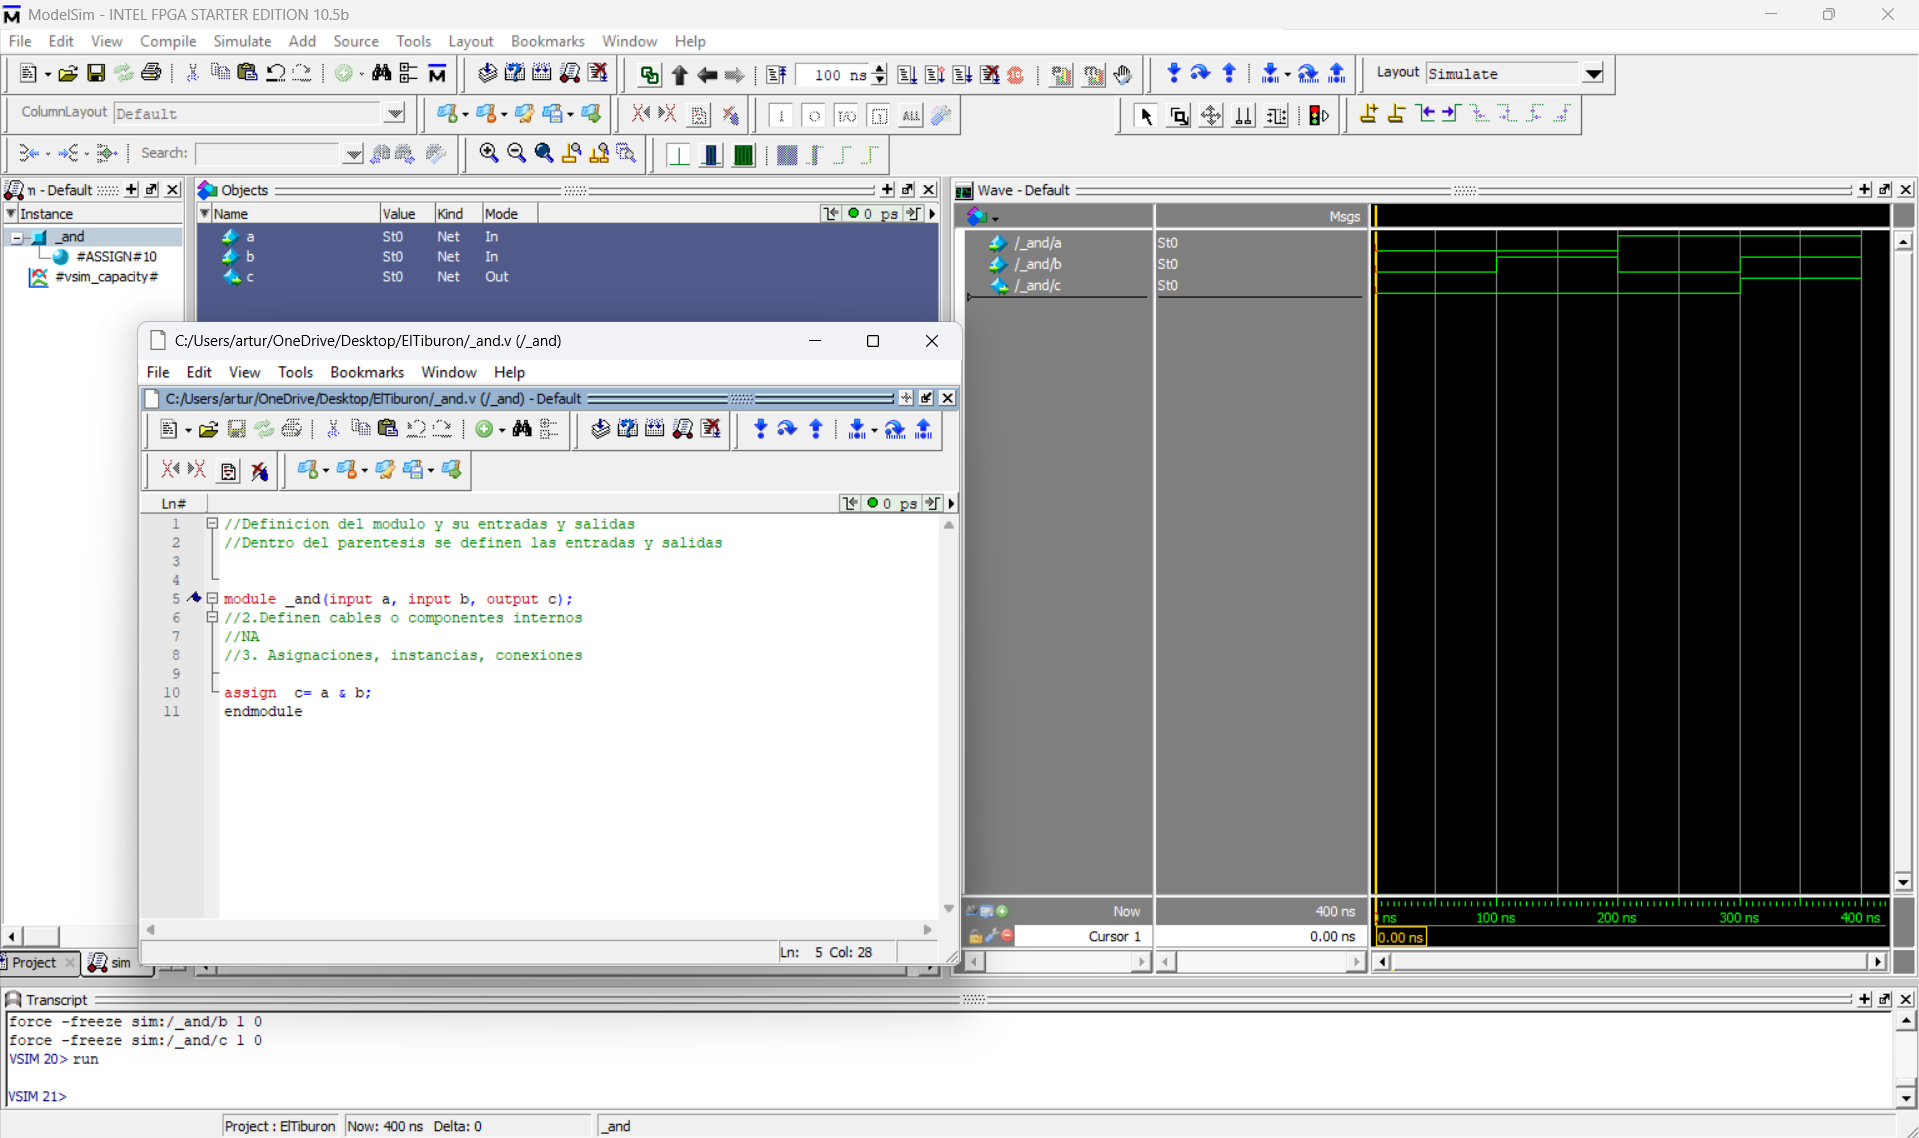 ModelSim - INTEL FPGA STARTER EDITION 10.5b
File Edit View Compile Simulate Add Source Tools Layout Bookmarks Window Help
100 ns
Layout Simulate
ColumnLayout Default
Search:
- Default
Instance
_and
#ASSIGN#10
#vsim_capacity#
Objects
Name Value Kind Mode 0 ps
a St0 Net In
b St0 Net In
c St0 Net Out
Wave - Default
Msgs
/_and/a St0
/_and/b St0
/_and/c St0
C:/Users/artur/OneDrive/Desktop/ElTiburon/_and.v (/_and)
File Edit View Tools Bookmarks Window Help
C:/Users/artur/OneDrive/Desktop/ElTiburon/_and.v (/_and) - Default
Ln# 0 ps
1 //Definicion del modulo y su entradas y salidas
2 //Dentro del parentesis se definen las entradas y salidas
3
4
5 module _and(input a, input b, output c);
6 //2.Definen cables o componentes internos
7 //NA
8 //3. Asignaciones, instancias, conexiones
9
10 assign c= a & b;
11 endmodule
Ln: 5 Col: 28
Now 400 ns
Cursor 1 0.00 ns
ns 100 ns 200 ns 300 ns 400 ns
0.00 ns
Project sim
Transcript
force -freeze sim:/_and/b 1 0
force -freeze sim:/_and/c 1 0
VSIM 20> run
VSIM 21>
Project : ElTiburon Now: 400 ns Delta: 0 _and